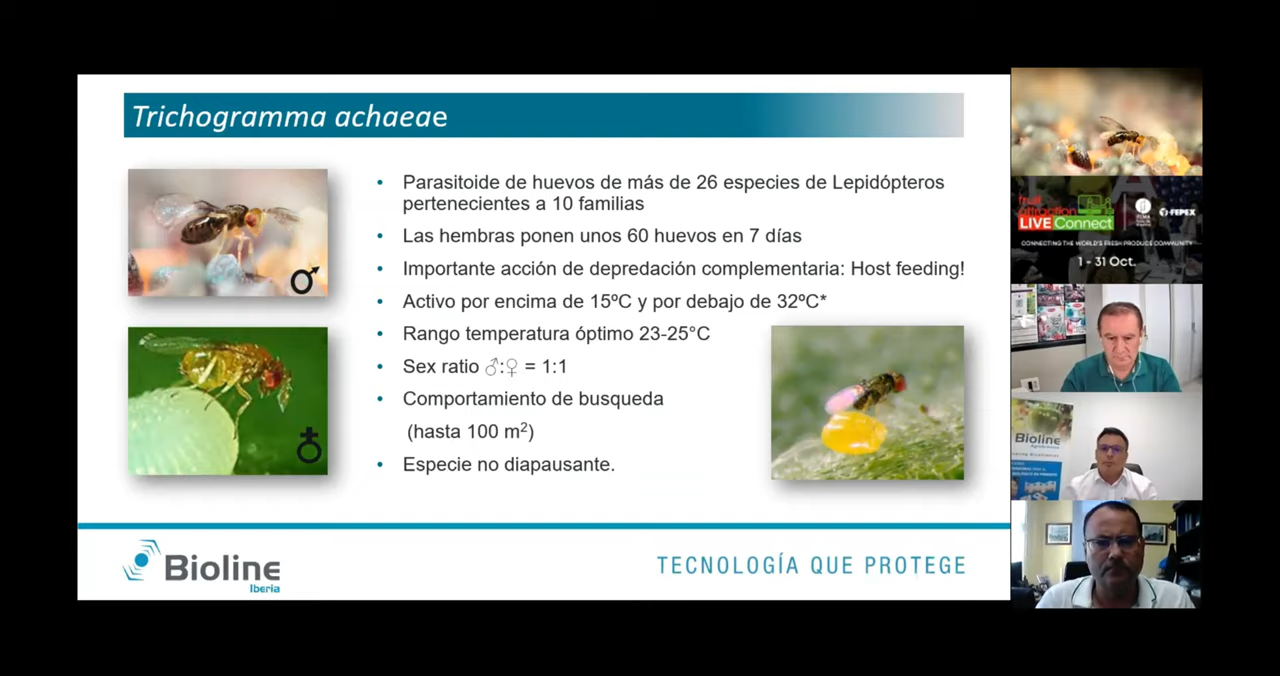 Trichogramma achaeae
• Parasitoide de huevos de más de 26 especies de Lepidópteros
pertenecientes a 10 familias
• Las hembras ponen unos 60 huevos en 7 días
• Importante acción de depredación complementaria: Host feeding!
• Activo por encima de 15ºC y por debajo de 32ºC*
• Rango temperatura óptimo 23-25°C
• Sex ratio ♂:♀ = 1:1
• Comportamiento de busqueda
(hasta 100 m²)
• Especie no diapausante.
♂
♀
Bioline
Iberia
TECNOLOGÍA QUE PROTEGE
fruit
attraction
LIVE Connect
IFEMA
FEPEX
CONNECTING THE WORLD'S FRESH PRODUCE COMMUNITY
1 - 31 Oct.
Bioline